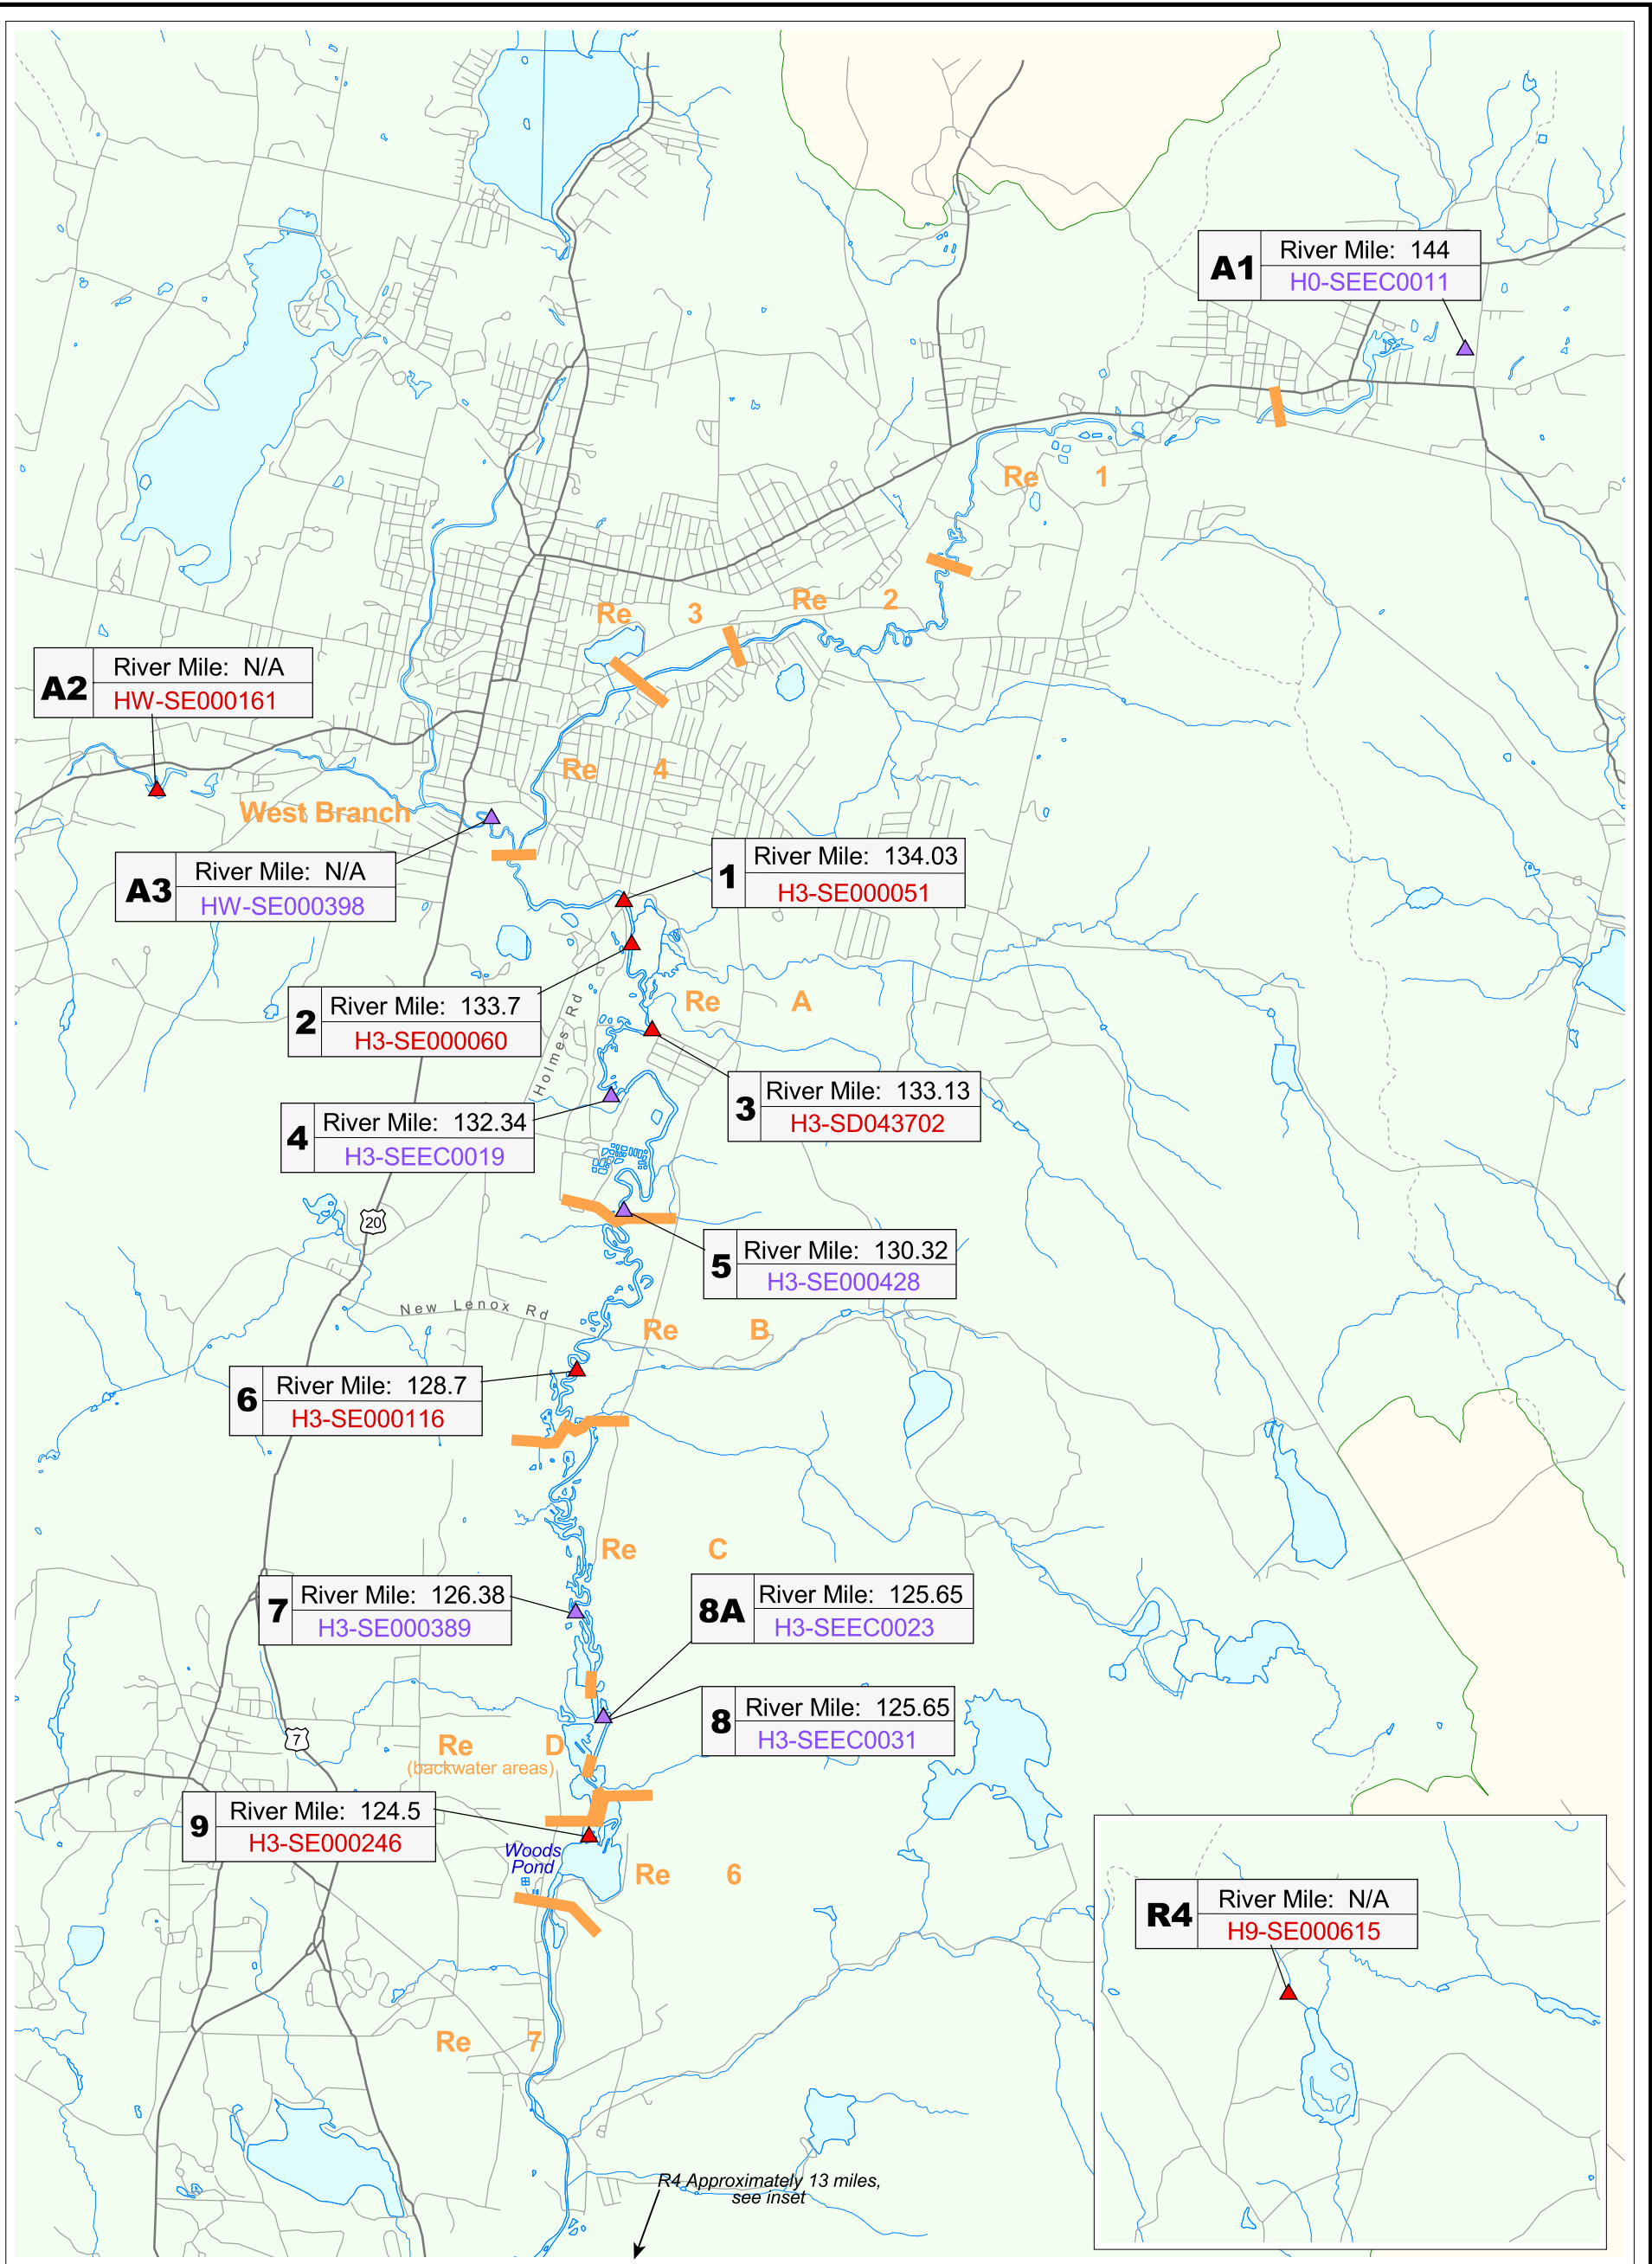 A1
River Mile: 144
H0-SEEC0011
Re 1
Re 2
Re 3
A2
River Mile: N/A
HW-SE000161
Re 4
West Branch
A3
River Mile: N/A
HW-SE000398
1
River Mile: 134.03
H3-SE000051
2
River Mile: 133.7
H3-SE000060
Re A
Holmes Rd
3
River Mile: 133.13
H3-SD043702
4
River Mile: 132.34
H3-SEEC0019
20
5
River Mile: 130.32
H3-SE000428
New Lenox Rd
Re B
6
River Mile: 128.7
H3-SE000116
Re C
7
River Mile: 126.38
H3-SE000389
8A
River Mile: 125.65
H3-SEEC0023
8
River Mile: 125.65
H3-SEEC0031
7
Re D
(backwater areas)
9
River Mile: 124.5
H3-SE000246
Woods
Pond
Re 6
R4
River Mile: N/A
H9-SE000615
Re 7
R4 Approximately 13 miles,
see inset